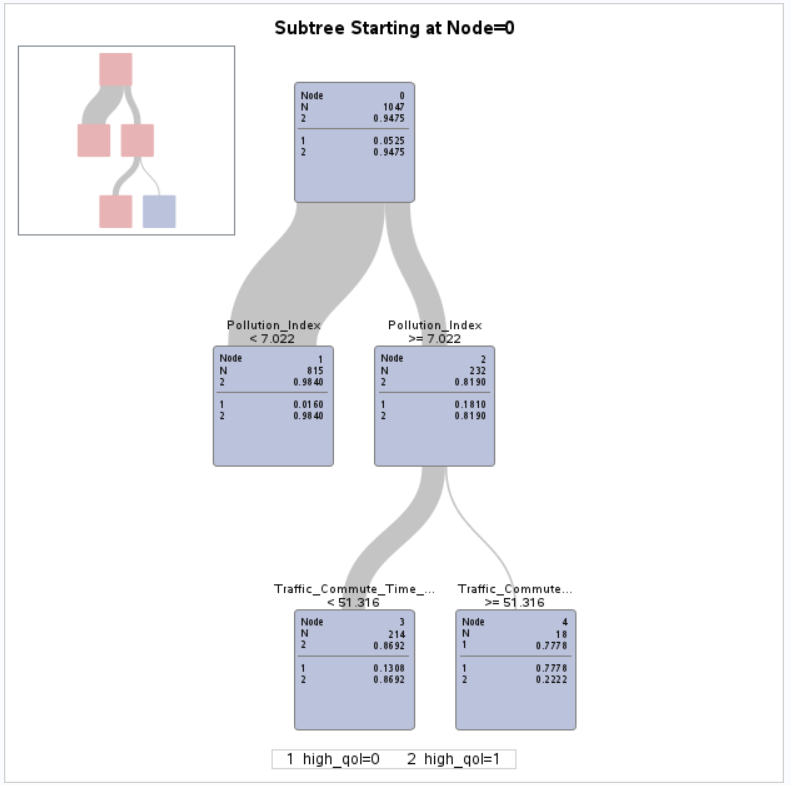 Subtree Starting at Node=0
Node 0
N 1047
2 0.9475
1 0.0525
2 0.9475
Pollution_Index
< 7.022
Node 1
N 815
2 0.9840
1 0.0160
2 0.9840
Pollution_Index
>= 7.022
Node 2
N 232
2 0.8190
1 0.1810
2 0.8190
Traffic_Commute_Time_...
< 51.316
Node 3
N 214
2 0.8692
1 0.1308
2 0.8692
Traffic_Commute...
>= 51.316
Node 4
N 18
1 0.7778
1 0.7778
2 0.2222
1 high_qol=0 2 high_qol=1